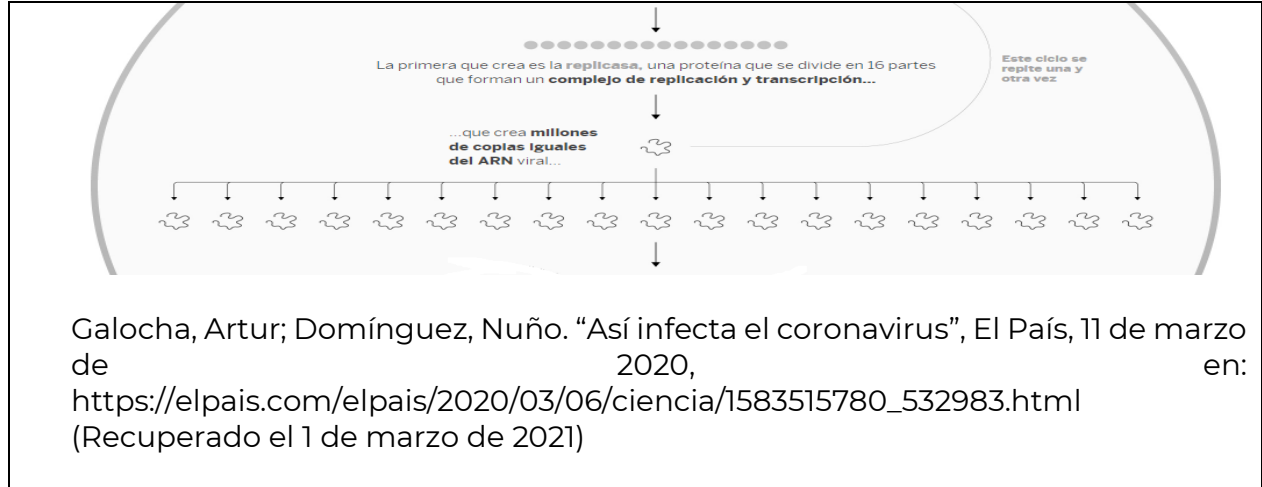 La primera que crea es la replicasa, una proteína que se divide en 16 partes
que forman un complejo de replicación y transcripción...
Este ciclo se
repite una y
otra vez
...que crea millones
de copias iguales
del ARN viral...
Galocha, Artur; Domínguez, Nuño. “Así infecta el coronavirus”, El País, 11 de marzo
de 2020, en:
https://elpais.com/elpais/2020/03/06/ciencia/1583515780_532983.html
(Recuperado el 1 de marzo de 2021)